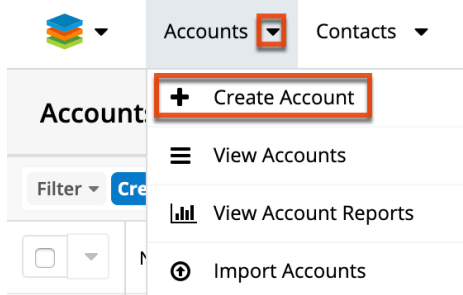 Accounts Contacts
Create Account
Account
View Accounts
Filter Cre
View Account Reports
N
Import Accounts